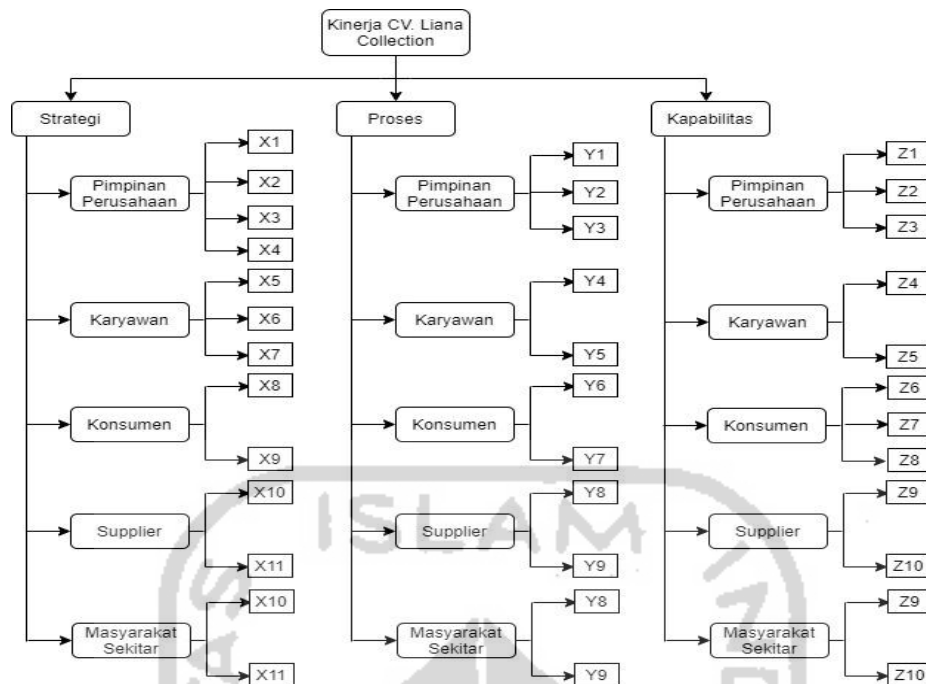 Kinerja CV. Liana
Collection
Strategi
Proses
Kapabilitas
Pimpinan
Perusahaan
X1
X2
X3
X4
Karyawan
X5
X6
X7
Konsumen
X8
X9
Supplier
X10
X11
Masyarakat
Sekitar
X10
X11
Pimpinan
Perusahaan
Y1
Y2
Y3
Karyawan
Y4
Y5
Konsumen
Y6
Y7
Supplier
Y8
Y9
Masyarakat
Sekitar
Y8
Y9
Pimpinan
Perusahaan
Z1
Z2
Z3
Karyawan
Z4
Z5
Konsumen
Z6
Z7
Z8
Supplier
Z9
Z10
Masyarakat
Sekitar
Z9
Z10
ISLAM